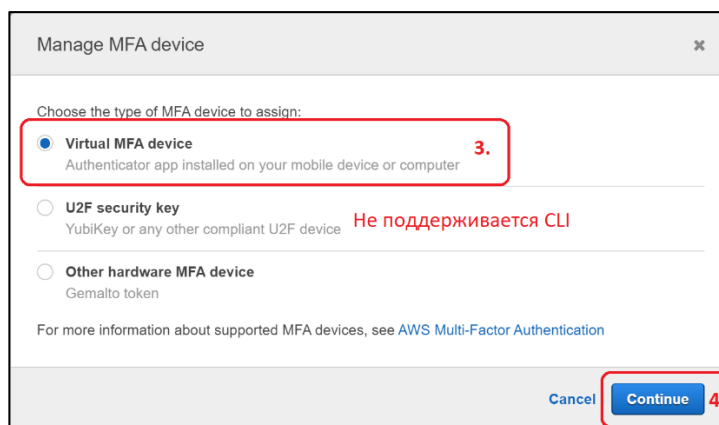 Manage MFA device
×
Choose the type of MFA device to assign:
Virtual MFA device
3.
Authenticator app installed on your mobile device or computer
U2F security key
Не поддерживается CLI
YubiKey or any other compliant U2F device
Other hardware MFA device
Gemalto token
For more information about supported MFA devices, see AWS Multi-Factor Authentication
Cancel
Continue
4